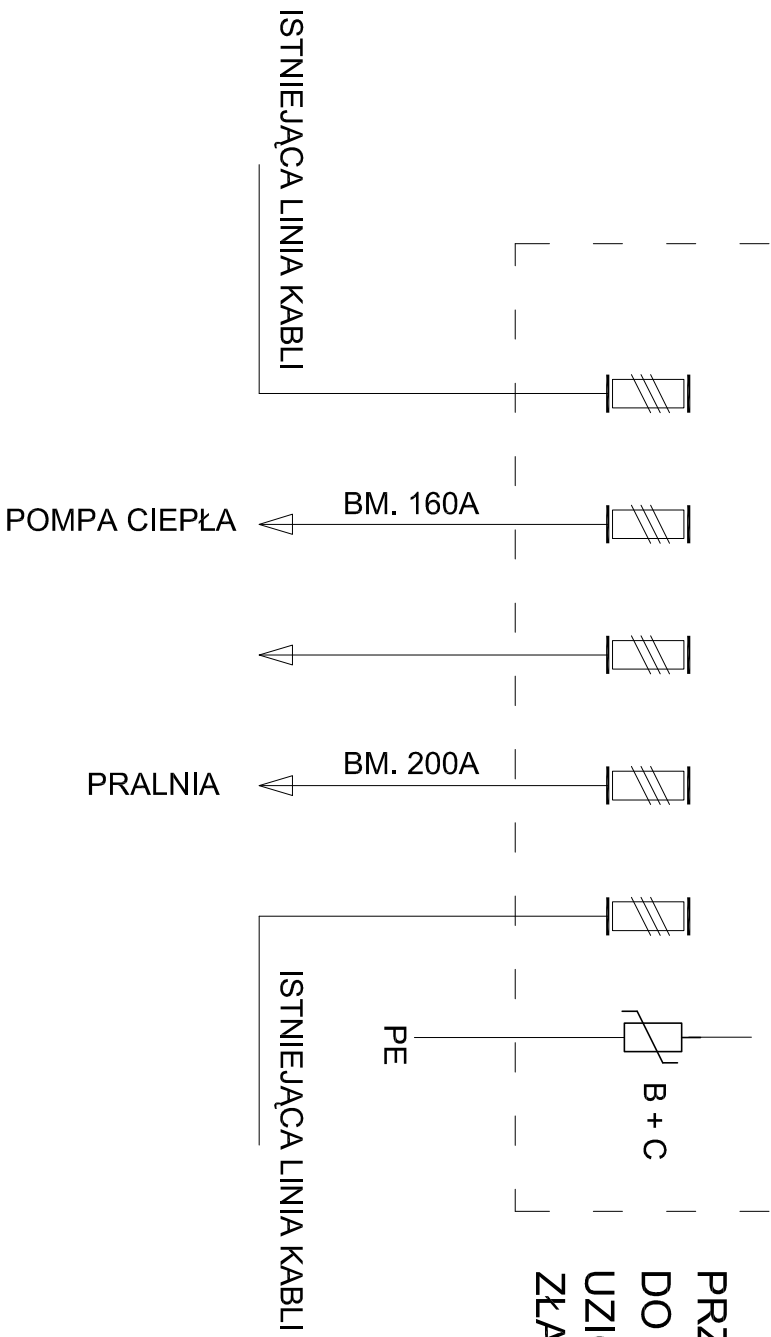 ISTNIEJĄCA LINIA KABLI
BM. 160A
POMPA CIEPŁA
BM. 200A
PRALNIA
ISTNIEJĄCA LINIA KABLI
PE
B + C
DO